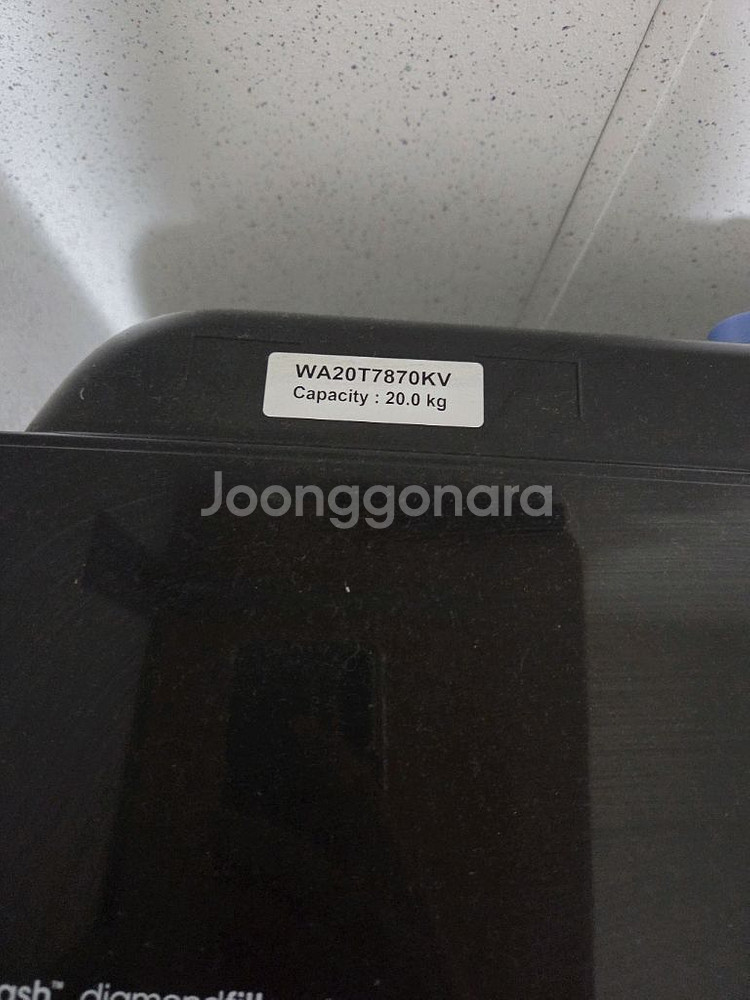 WA20T7870KV
Capacity : 20.0 kg
Joonggonara